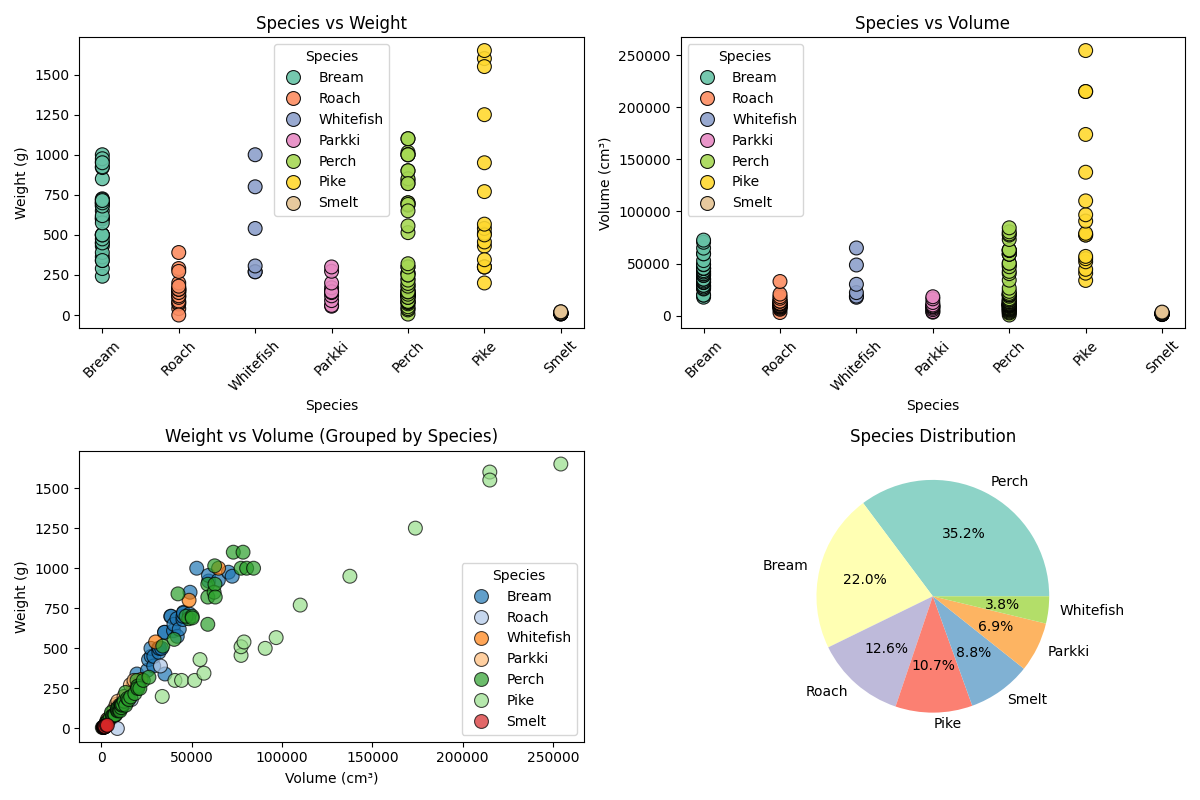 Species vs Weight
Weight (g)
1500
1250
1000
750
500
250
0
Species
Bream
Roach
Whitefish
Parkki
Perch
Pike
Smelt
Bream
Roach
Whitefish
Parkki
Perch
Pike
Smelt
Species
Species vs Volume
Volume (cm³)
250000
200000
150000
100000
50000
0
Species
Bream
Roach
Whitefish
Parkki
Perch
Pike
Smelt
Bream
Roach
Whitefish
Parkki
Perch
Pike
Smelt
Species
Weight vs Volume (Grouped by Species)
Weight (g)
1500
1250
1000
750
500
250
0
Species
Bream
Roach
Whitefish
Parkki
Perch
Pike
Smelt
0
50000
100000
150000
200000
250000
Volume (cm³)
Species Distribution
Perch
35.2%
Bream
22.0%
Roach
12.6%
Pike
10.7%
Smelt
8.8%
Parkki
6.9%
Whitefish
3.8%